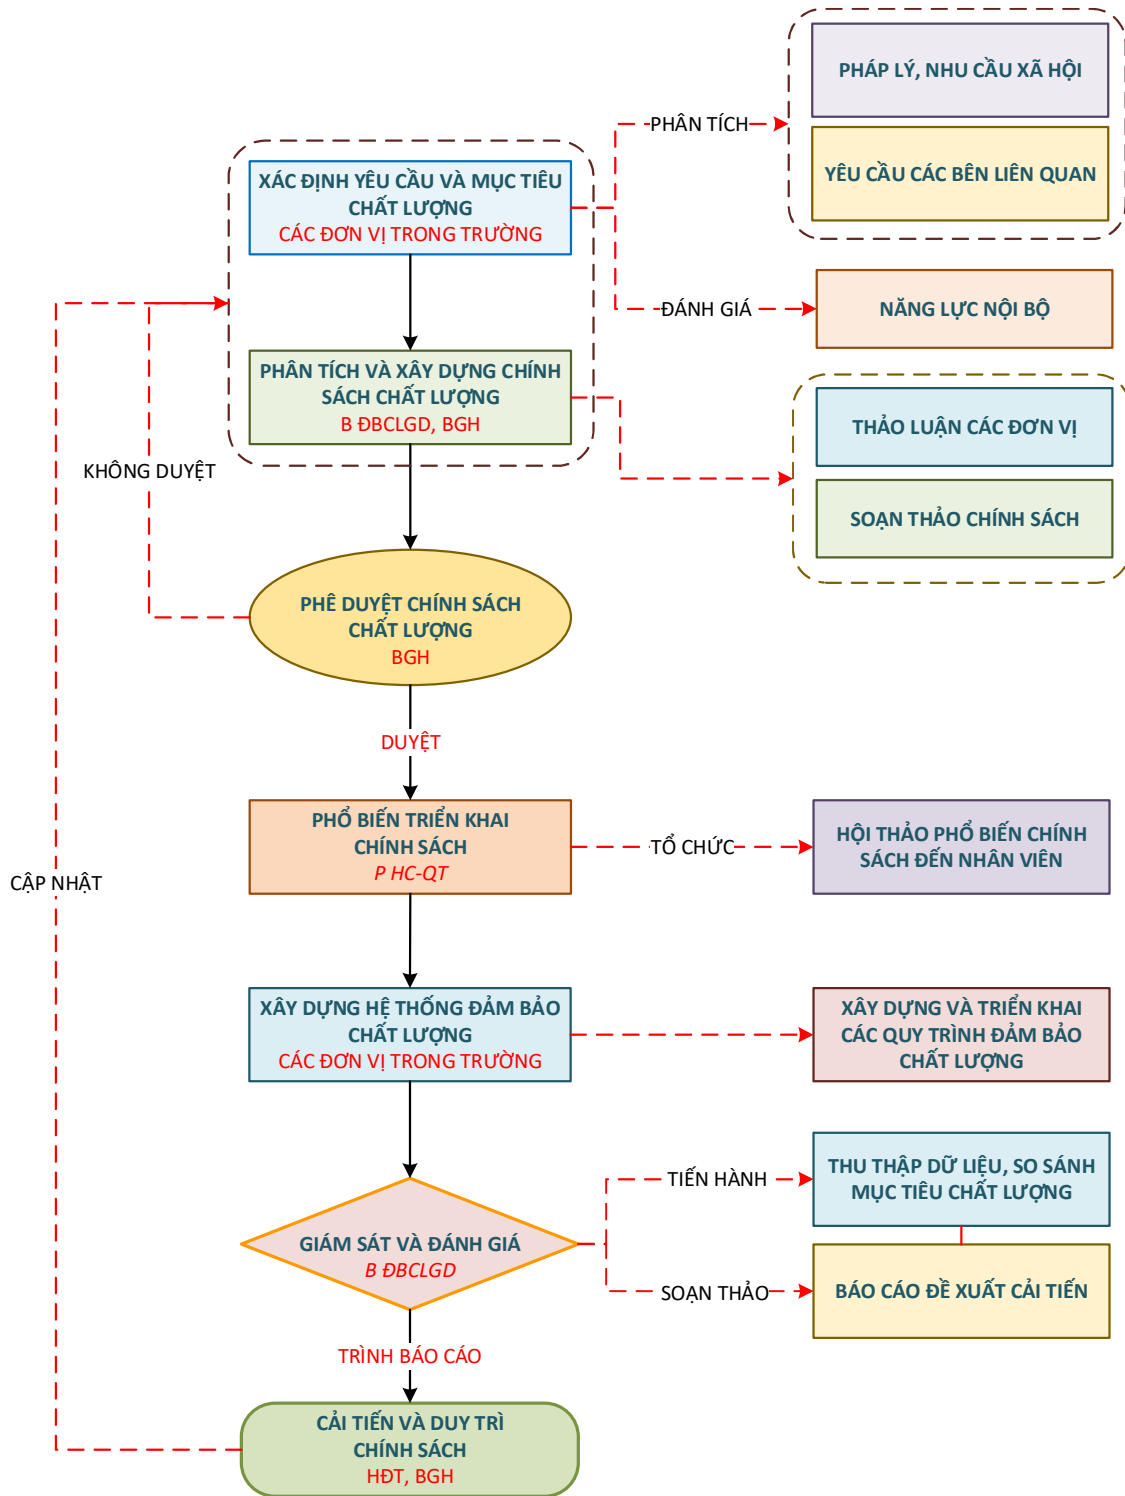 PHÁP LÝ, NHU CẦU XÃ HỘI
PHÂN TÍCH
YÊU CẦU CÁC BÊN LIÊN QUAN
XÁC ĐỊNH YÊU CẦU VÀ MỤC TIÊU
CHẤT LƯỢNG
CÁC ĐƠN VỊ TRONG TRƯỜNG
ĐÁNH GIÁ
NĂNG LỰC NỘI BỘ
PHÂN TÍCH VÀ XÂY DỰNG CHÍNH
SÁCH CHẤT LƯỢNG
B ĐBCLGD, BGH
THẢO LUẬN CÁC ĐƠN VỊ
SOẠN THẢO CHÍNH SÁCH
KHÔNG DUYỆT
PHÊ DUYỆT CHÍNH SÁCH
CHẤT LƯỢNG
BGH
DUYỆT
PHỔ BIẾN TRIỂN KHAI
CHÍNH SÁCH
P HC-QT
TỔ CHỨC
HỘI THẢO PHỔ BIẾN CHÍNH
SÁCH ĐẾN NHÂN VIÊN
CẬP NHẬT
XÂY DỰNG HỆ THỐNG ĐẢM BẢO
CHẤT LƯỢNG
CÁC ĐƠN VỊ TRONG TRƯỜNG
XÂY DỰNG VÀ TRIỂN KHAI
CÁC QUY TRÌNH ĐẢM BẢO
CHẤT LƯỢNG
TIẾN HÀNH
THU THẬP DỮ LIỆU, SO SÁNH
MỤC TIÊU CHẤT LƯỢNG
GIÁM SÁT VÀ ĐÁNH GIÁ
B ĐBCLGD
SOẠN THẢO
BÁO CÁO ĐỀ XUẤT CẢI TIẾN
TRÌNH BÁO CÁO
CẢI TIẾN VÀ DUY TRÌ
CHÍNH SÁCH
HĐT, BGH